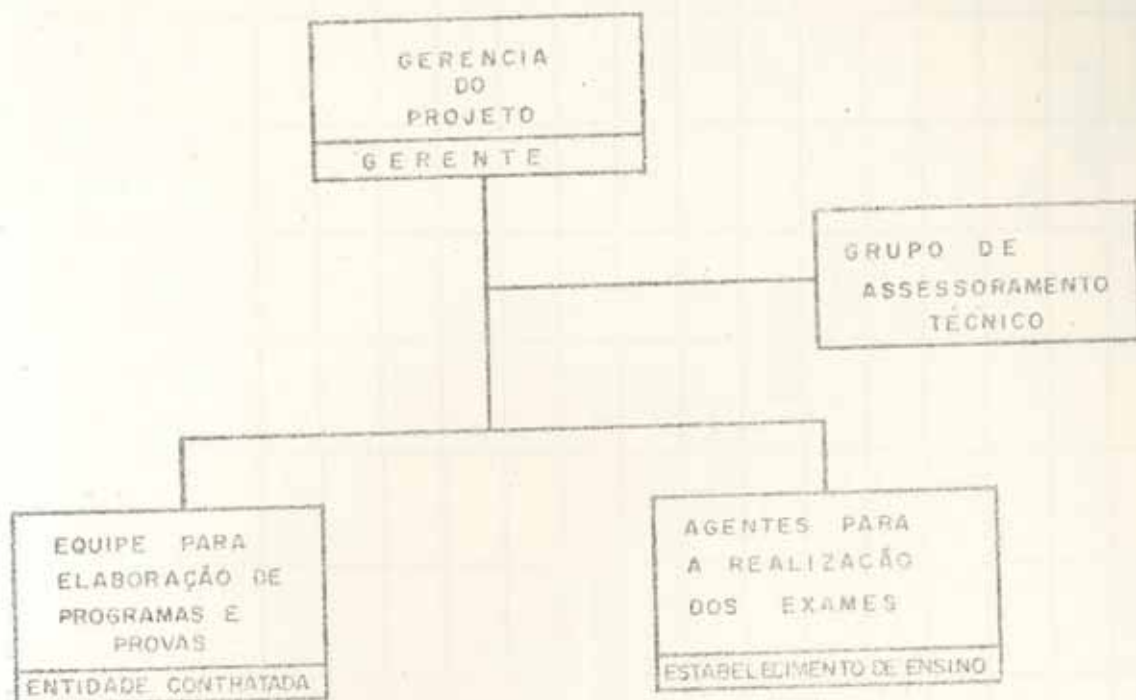 GERENCIA
DO
PROJETO
GERENTE
GRUPO DE
ASSESSORAMENTO
TÉCNICO
EQUIPE PARA
ELABORAÇÃO DE
PROGRAMAS E
PROVAS
ENTIDADE CONTRATADA
AGENTES PARA
A REALIZAÇÃO
DOS EXAMES
ESTABELECIMENTO DE ENSINO